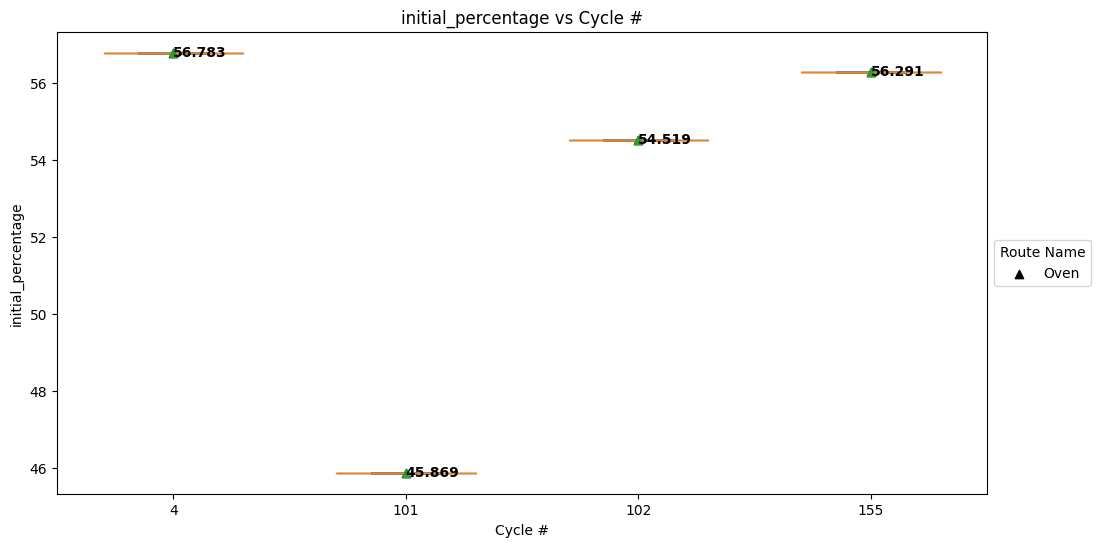 initial_percentage vs Cycle #
56.783
56.291
54.519
45.869
56
54
52
50
48
46
initial_percentage
4
101
102
155
Cycle #
Route Name
Oven